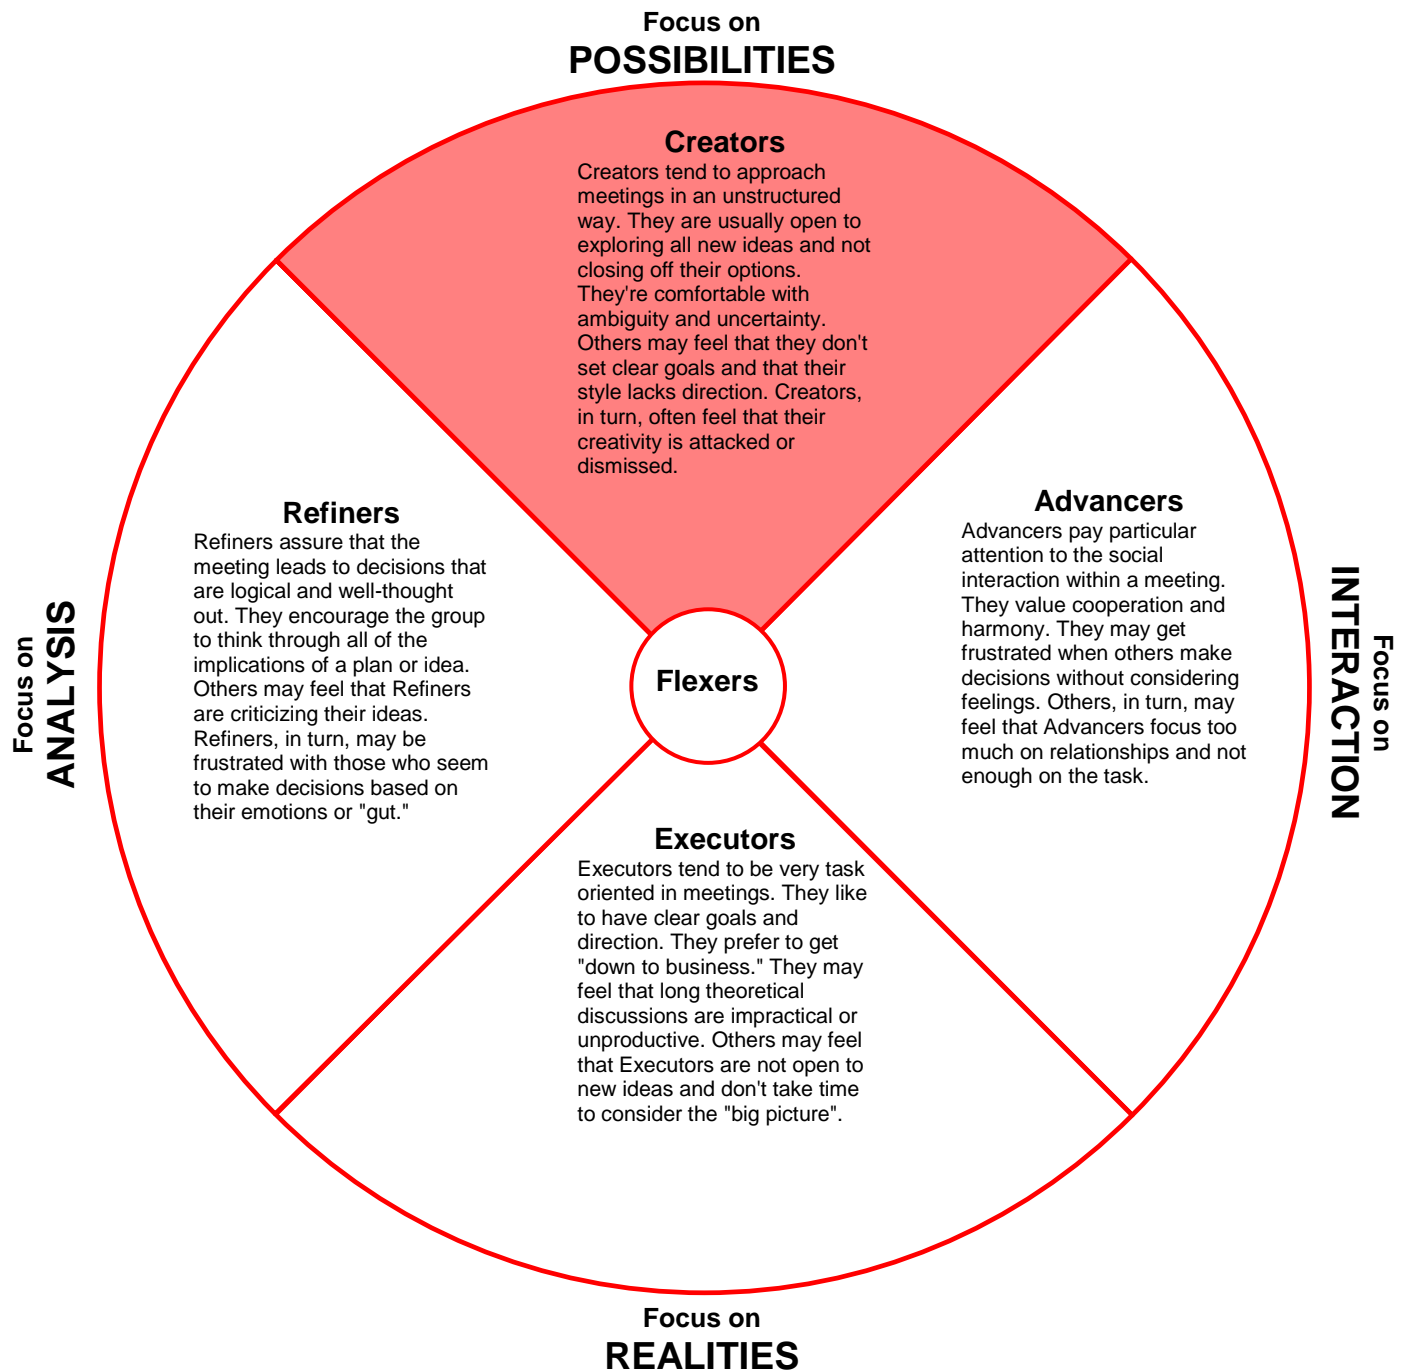 Focus on
POSSIBILITIES
Creators
Creators tend to approach
meetings in an unstructured
way. They are usually open to
exploring all new ideas and not
closing off their options.
They're comfortable with
ambiguity and uncertainty.
Others may feel that they don't
set clear goals and that their
style lacks direction. Creators,
in turn, often feel that their
creativity is attacked or
dismissed.
Focus on
ANALYSIS
Refiners
Refiners assure that the
meeting leads to decisions that
are logical and well-thought
out. They encourage the group
to think through all of the
implications of a plan or idea.
Others may feel that Refiners
are criticizing their ideas.
Refiners, in turn, may be
frustrated with those who seem
to make decisions based on
their emotions or "gut."
Flexers
Advancers
Advancers pay particular
attention to the social
interaction within a meeting.
They value cooperation and
harmony. They may get
frustrated when others make
decisions without considering
feelings. Others, in turn, may
feel that Advancers focus too
much on relationships and not
enough on the task.
Focus on
INTERACTION
Executors
Executors tend to be very task
oriented in meetings. They like
to have clear goals and
direction. They prefer to get
"down to business." They may
feel that long theoretical
discussions are impractical or
unproductive. Others may feel
that Executors are not open to
new ideas and don't take time
to consider the "big picture".
Focus on
REALITIES